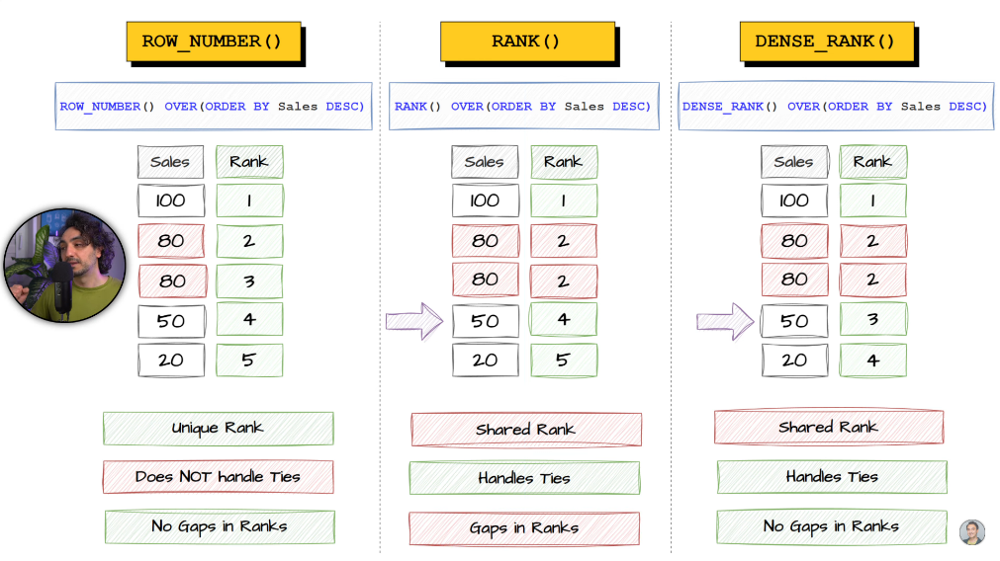 ROW_NUMBER()
ROW_NUMBER() OVER(ORDER BY Sales DESC)
Sales Rank
100 1
80 2
80 3
50 4
20 5
Unique Rank
Does NOT handle Ties
No Gaps in Ranks
RANK()
RANK() OVER(ORDER BY Sales DESC)
Sales Rank
100 1
80 2
80 2
50 4
20 5
Shared Rank
Handles Ties
Gaps in Ranks
DENSE_RANK()
DENSE_RANK() OVER(ORDER BY Sales DESC)
Sales Rank
100 1
80 2
80 2
50 3
20 4
Shared Rank
Handles Ties
No Gaps in Ranks